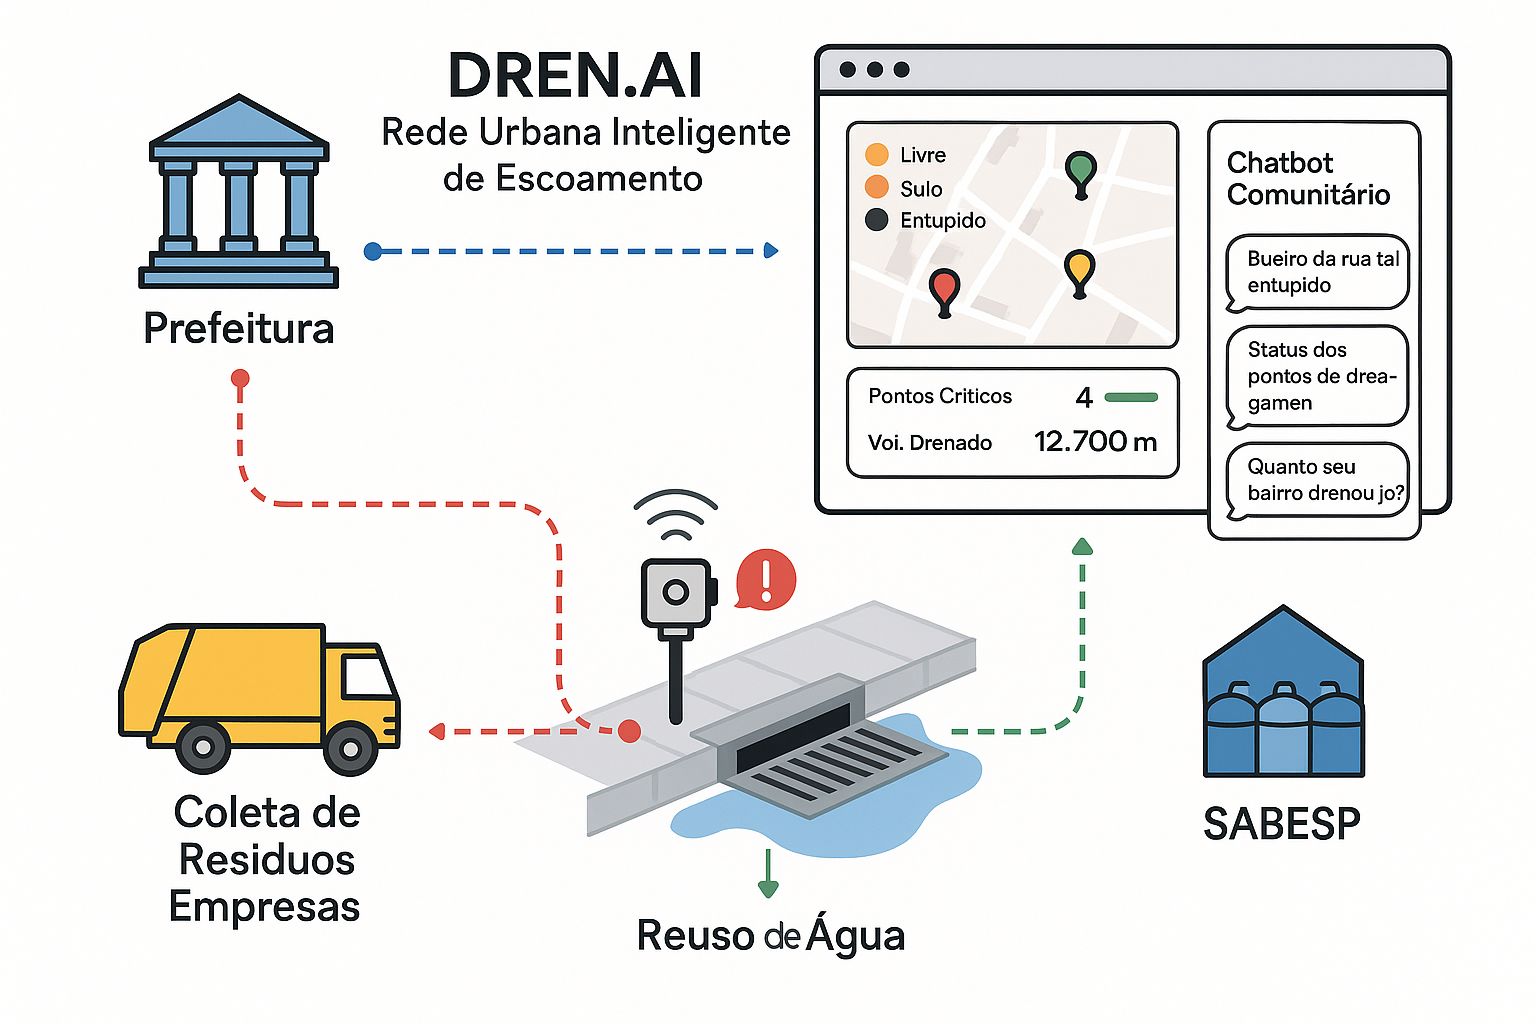 DREN.AI
Rede Urbana Inteligente
de Escoamento
Prefeitura
Livre
Sulo
Entupido
Pontos Criticos 4
Voi. Drenado 12.700 m
Chatbot
Comunitário
Bueiro da rua tal
entupido
Status dos
pontos de drea-
gamen
Quanto seu
bairro drenou jo?
Coleta de
Residuos
Empresas
!
Reuso de Água
SABESP